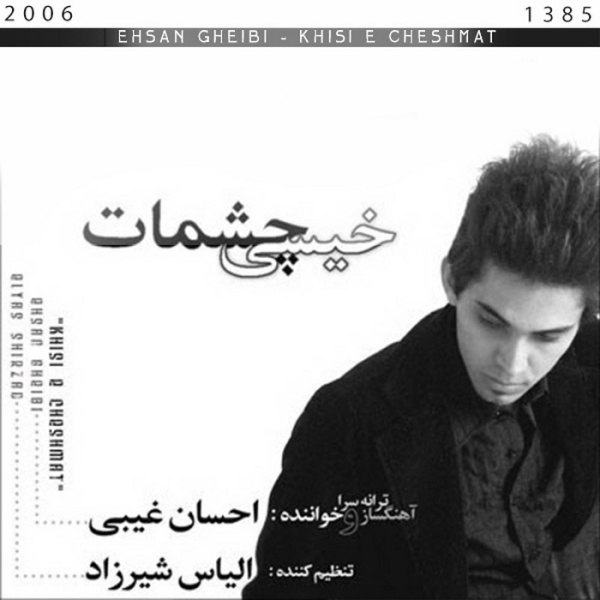 2006 1385
EHSAN GHEIBI - KHISI E CHESHMAT
خیسی چشمات
"KHISI e CHeSHMAT"
eHSAN GHeIBI
eLYAS SHIRZAD
ترانه سرا
آهنگساز و خواننده : احسان غیبی
تنظیم کننده : الیاس شیرزاد